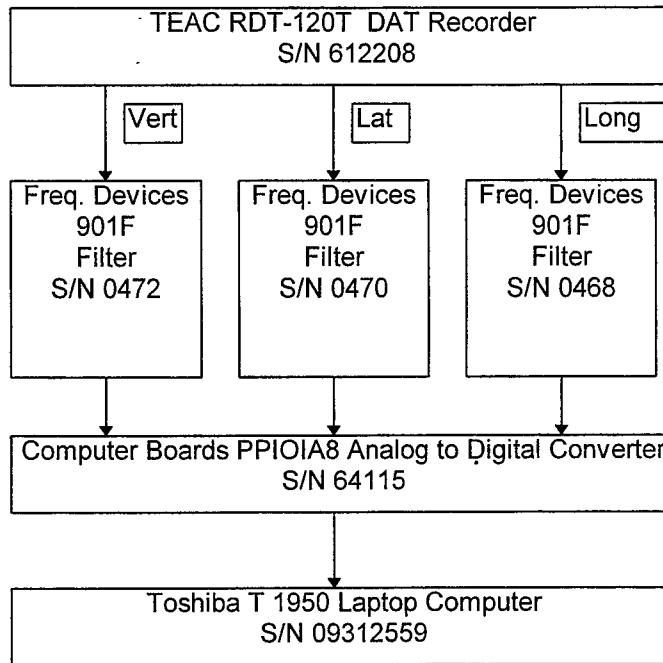 TEAC RDT-120T DAT Recorder
S/N 612208
Vert
Lat
Long
Freq. Devices
901F
Filter
S/N 0472
Freq. Devices
901F
Filter
S/N 0470
Freq. Devices
901F
Filter
S/N 0468
Computer Boards PPIOIA8 Analog to Digital Converter
S/N 64115
Toshiba T 1950 Laptop Computer
S/N 09312559